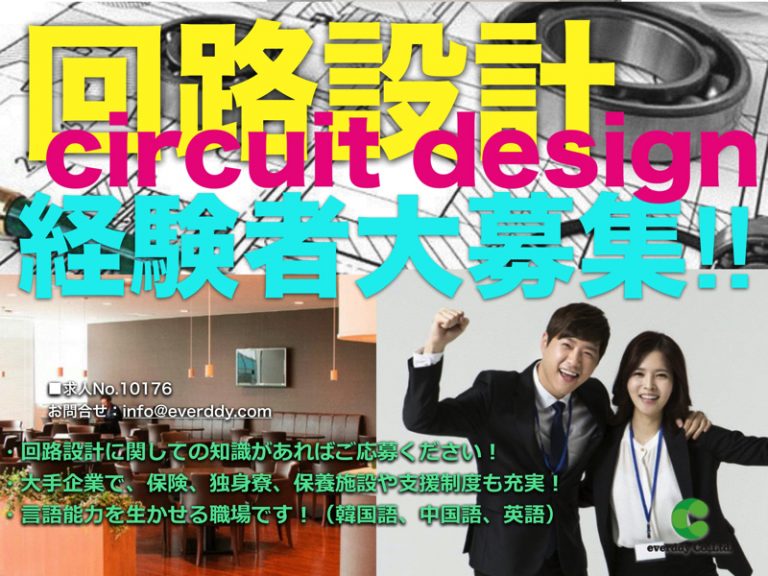 回路設計
circuit design
経験者大募集!!
■求人No.10176
お問合せ：info@everddy.com
・回路設計に関しての知識があればご応募ください！
・大手企業で、保険、独身寮、保養施設や支援制度も充実！
・言語能力を生かせる職場です！（韓国語、中国語、英語）
everddy Co.,Ltd.